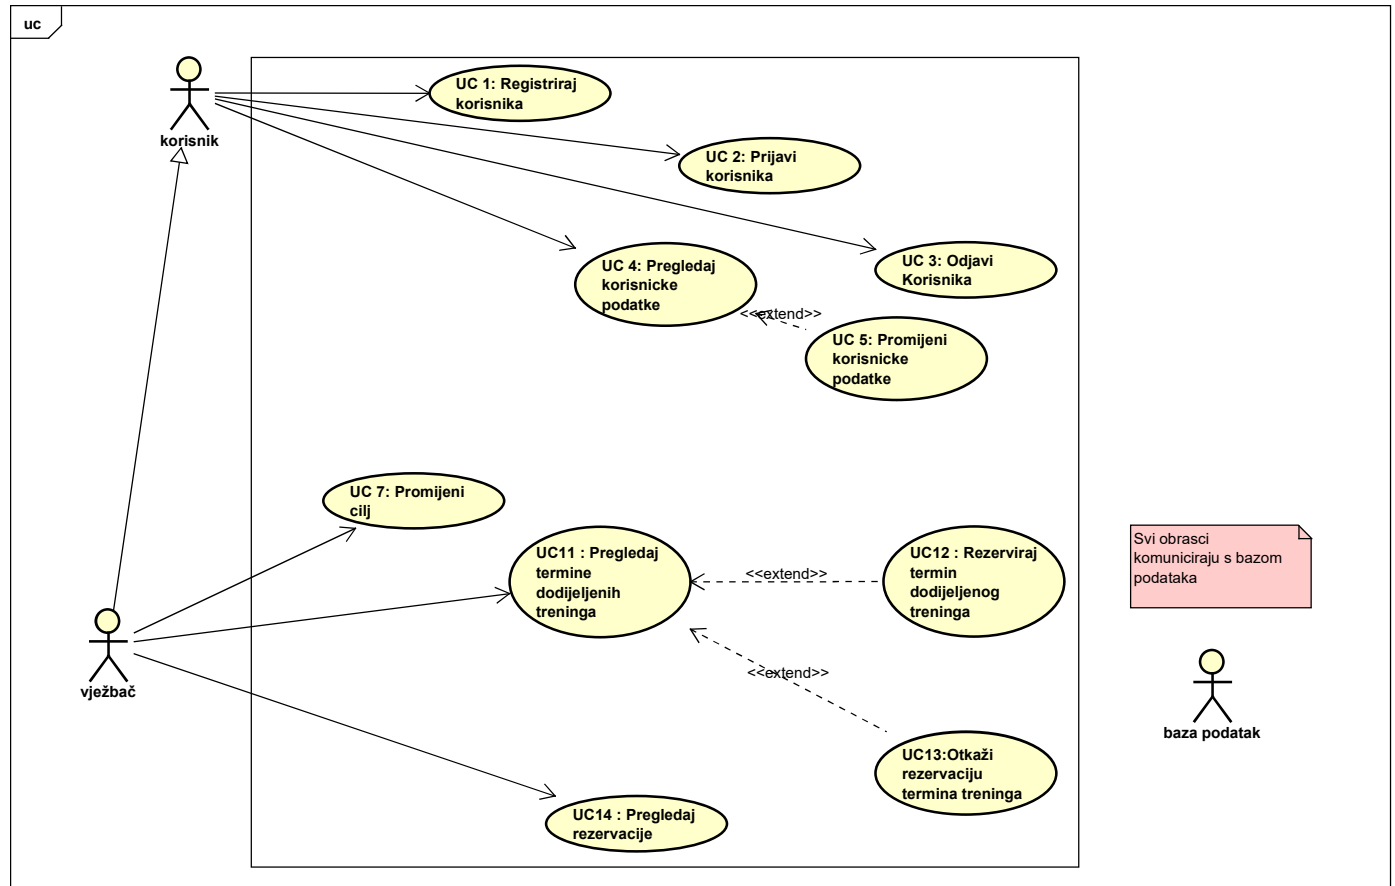 uc
korisnik
UC 1: Registriraj
korisnika
UC 2: Prijavi
korisnika
UC 3: Odjavi
Korisnika
UC 4: Pregledaj
korisnicke
podatke
<<extend>>
UC 5: Promijeni
korisnicke
podatke
UC 7: Promijeni
cilj
UC11 : Pregledaj
termine
dodijeljenih
treninga
<<extend>>
UC12 : Rezerviraj
termin
dodijeljenog
treninga
Svi obrasci
komuniciraju s bazom
podataka
vježbač
<<extend>>
baza podatak
UC13:Otkaži
rezervaciju
termina treninga
UC14 : Pregledaj
rezervacije